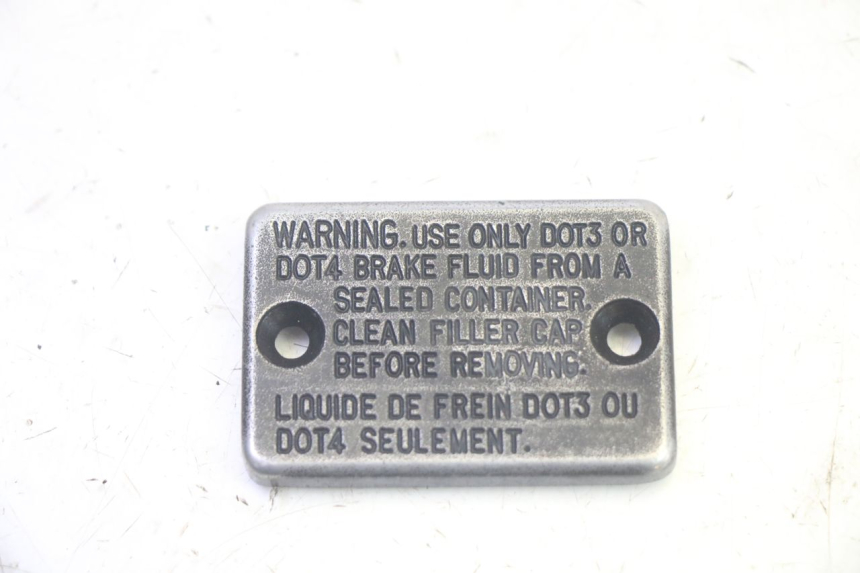 WARNING. USE ONLY DOT3 OR
DOT4 BRAKE FLUID FROM A
SEALED CONTAINER.
CLEAN FILLER CAP
BEFORE REMOVING.
LIQUIDE DE FREIN DOT3 OU
DOT4 SEULEMENT.